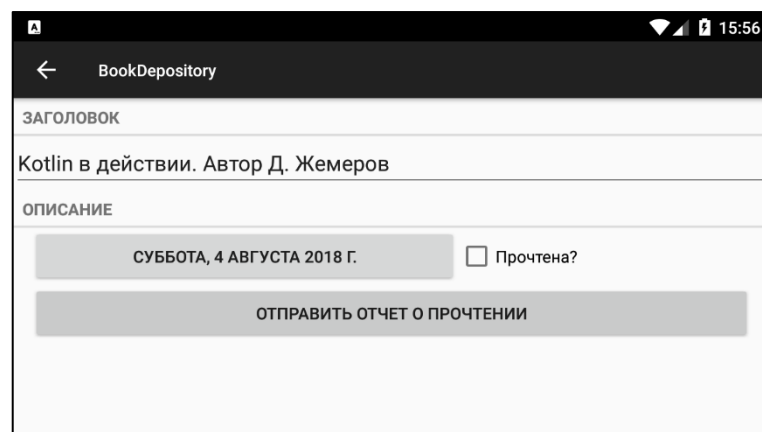 A
15:56
BookDepository
ЗАГОЛОВОК
Kotlin в действии. Автор Д. Жемеров
ОПИСАНИЕ
СУББОТА, 4 АВГУСТА 2018 Г.
Прочтена?
ОТПРАВИТЬ ОТЧЕТ О ПРОЧТЕНИИ